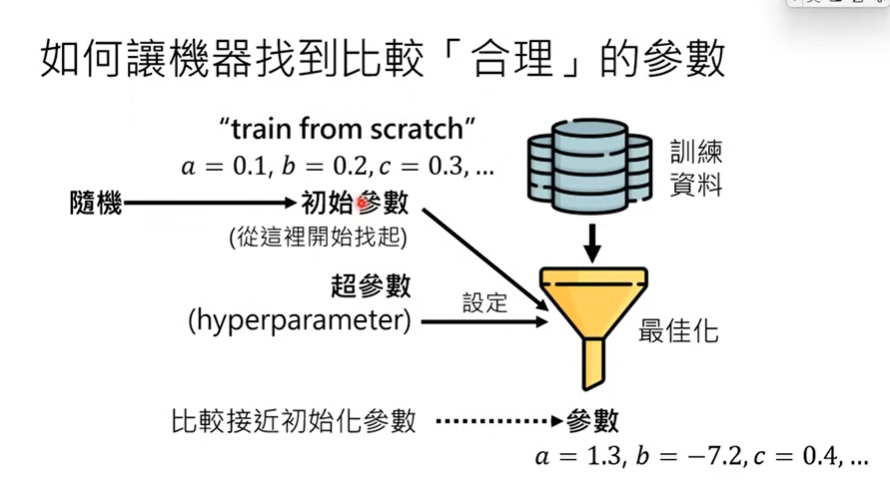 如何讓機器找到比較「合理」的參數
“train from scratch”
a = 0.1, b = 0.2, c = 0.3, ...
隨機
初始參數
(從這裡開始找起)
訓練
資料
超參數
(hyperparameter)
設定
最佳化
比較接近初始化參數
參數
a = 1.3, b = −7.2, c = 0.4, ...